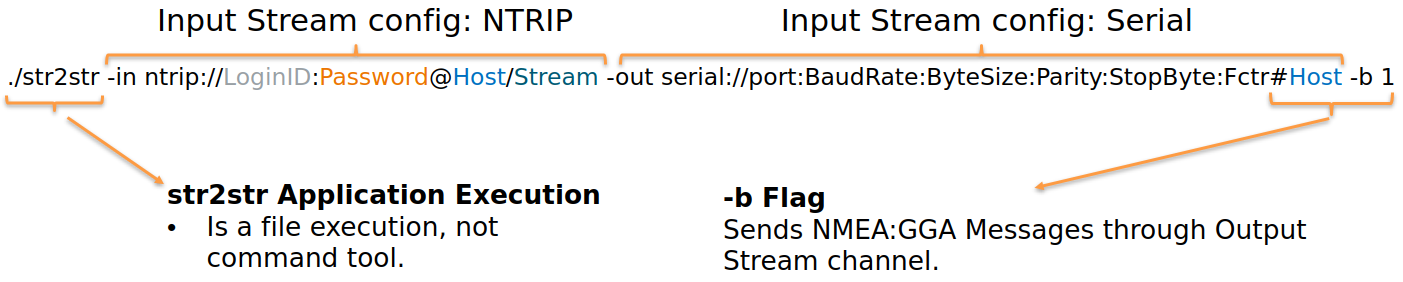 Input Stream config: NTRIP Input Stream config: Serial
./str2str -in ntrip://LoginID:Password@Host/Stream -out serial://port:BaudRate:ByteSize:Parity:StopByte:Fctr#Host -b 1
str2str Application Execution
• Is a file execution, not
command tool.
-b Flag
Sends NMEA:GGA Messages through Output
Stream channel.